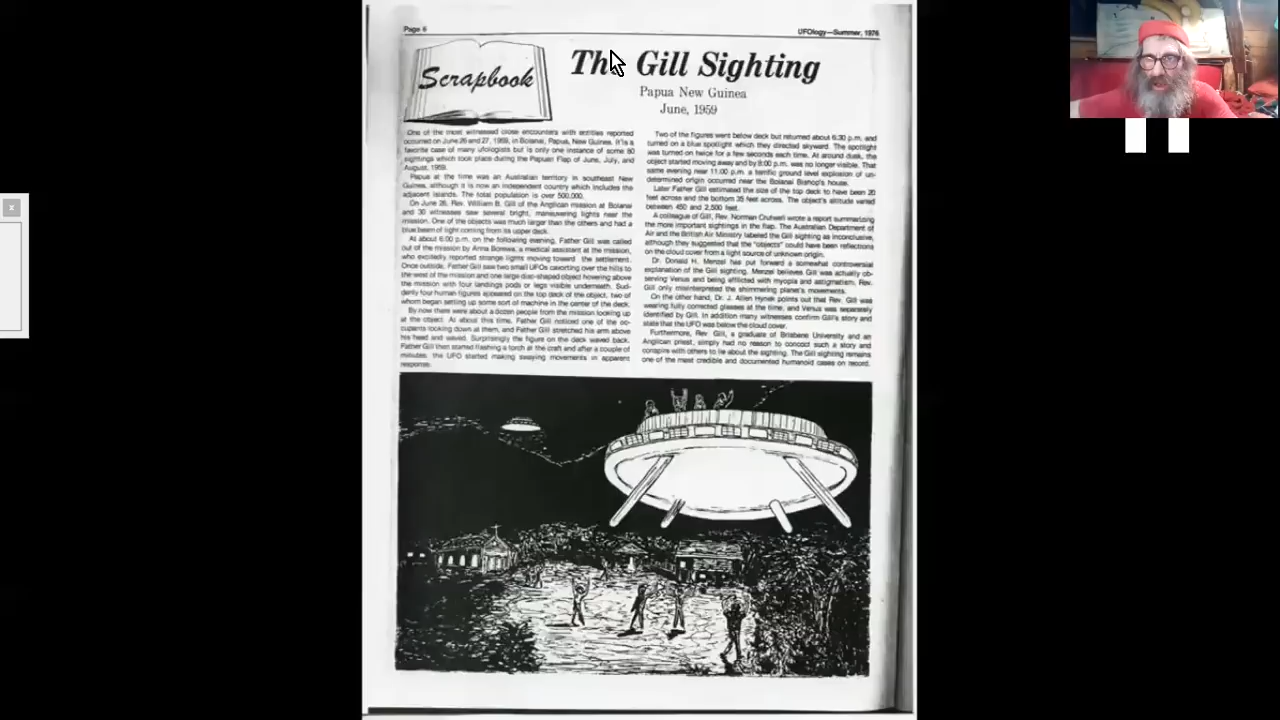 Page 6
UFOlogy—Summer, 1976
Scrapbook
The Gill Sighting
Papua New Guinea
June, 1959
One of the most witnessed close encounters with entities reported
occurred on June 26 and 27, 1959, in Boianai, Papua, New Guinea. It is a
favorite case of many ufologists but is only one instance of some 60
sightings which took place during the Papuan Flap of June, July, and
August, 1959.
Papua at the time was an Australian territory in southeast New
Guinea, although it is now an independent country which includes the
adjacent islands. The total population is over 500,000.
On June 26, Rev. William B. Gill of the Anglican mission at Boianai
and 30 witnesses saw several bright, maneuvering lights near the
mission. One of the objects was much larger than the others and had a
blue beam of light coming from its upper deck.
At about 6:00 p.m. on the following evening, Father Gill was called
out of the mission by Anna Borewa, a medical assistant at the mission,
who excitedly reported strange lights moving toward the settlement.
Once outside, Father Gill saw two small UFOs cavorting over the hills to
the west of the mission and one large disc-shaped object hovering above
the mission with four landings pods or legs visible underneath. Sud-
denly four human figures appeared on the top deck of the object, two of
whom began setting up some sort of machine in the center of the deck.
By now there were about a dozen people from the mission looking up
at the object. At about this time, Father Gill noticed one of the oc-
cupants looking down at them, and Father Gill stretched his arm above
his head and waved. Surprisingly the figure on the deck waved back.
Father Gill then started flashing a torch at the craft and after a couple of
minutes, the UFO started making swaying movements in apparent
response.
Two of the figures went below deck but returned about 6:30 p.m. and
turned on a blue spotlight which they directed skyward. The spotlight
was turned on twice for a few seconds each time. At around dusk, the
object started moving away and by 8:00 p.m. was no longer visible. That
same evening near 11:00 p.m. a terrific ground level explosion of un-
determined origin occurred near the Boianai Bishop's house.
Later Father Gill estimated the size of the top deck to have been 20
feet across and the bottom 35 feet across. The object's altitude varied
between 450 and 2,500 feet.
A colleague of Gill, Rev. Norman Crutwell wrote a report summarizing
the more important sightings in the flap. The Australian Department of
Air and the British Air Ministry labeled the Gill sighting as inconclusive,
although they suggested that the "objects" could have been reflections
on the cloud cover from a light source of unknown origin.
Dr. Donald H. Menzel has put forward a somewhat controversial
explanation of the Gill sighting. Menzel believes Gill was actually ob-
serving Venus and being afflicted with myopia and astigmatism, Rev.
Gill only misinterpreted the shimmering planet's movements.
On the other hand, Dr. J. Allen Hynek points out that Rev. Gill was
wearing fully corrected glasses at the time, and Venus was separately
identified by Gill. In addition many witnesses confirm Gill's story and
state that the UFO was below the cloud cover.
Furthermore, Rev. Gill, a graduate of Brisbane University and an
Anglican priest, simply had no reason to concoct such a story and
conspire with others to lie about the sighting. The Gill sighting remains
one of the most credible and documented humanoid cases on record.